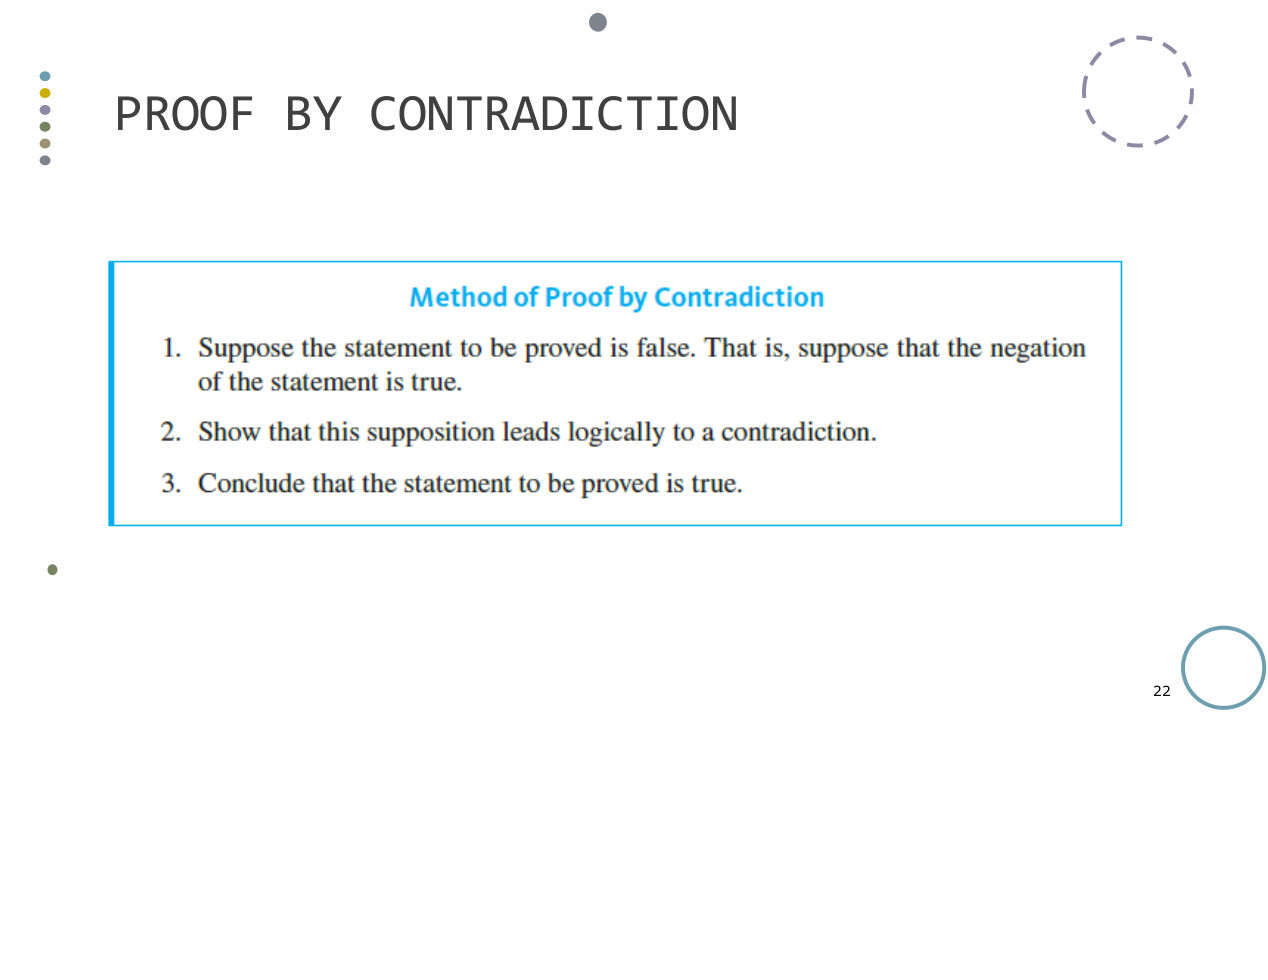 PROOF BY CONTRADICTION
Method of Proof by Contradiction
1. Suppose the statement to be proved is false. That is, suppose that the negation
of the statement is true.
2. Show that this supposition leads logically to a contradiction.
3. Conclude that the statement to be proved is true.
22